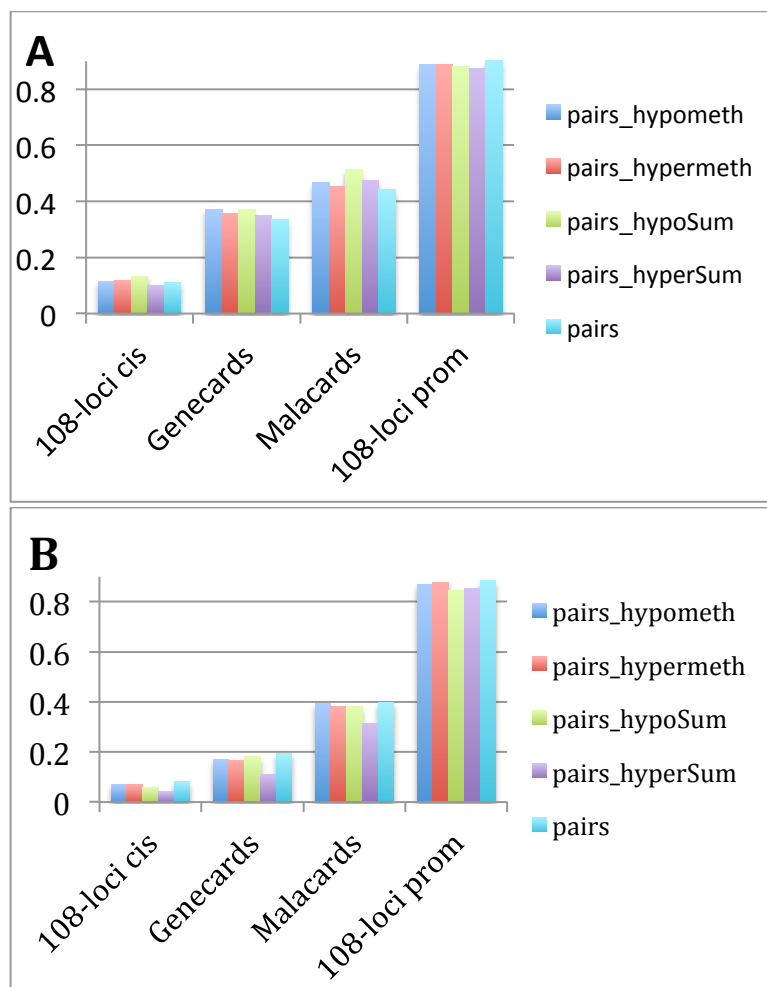 A
0.8
0.6
0.4
0.2
0
108-loci cis
Genecards
Malacards
108-loci prom
pairs_hypometh
pairs_hypermeth
pairs_hypoSum
pairs_hyperSum
pairs
B
0.8
0.6
0.4
0.2
0
108-loci cis
Genecards
Malacards
108-loci prom
pairs_hypometh
pairs_hypermeth
pairs_hypoSum
pairs_hyperSum
pairs